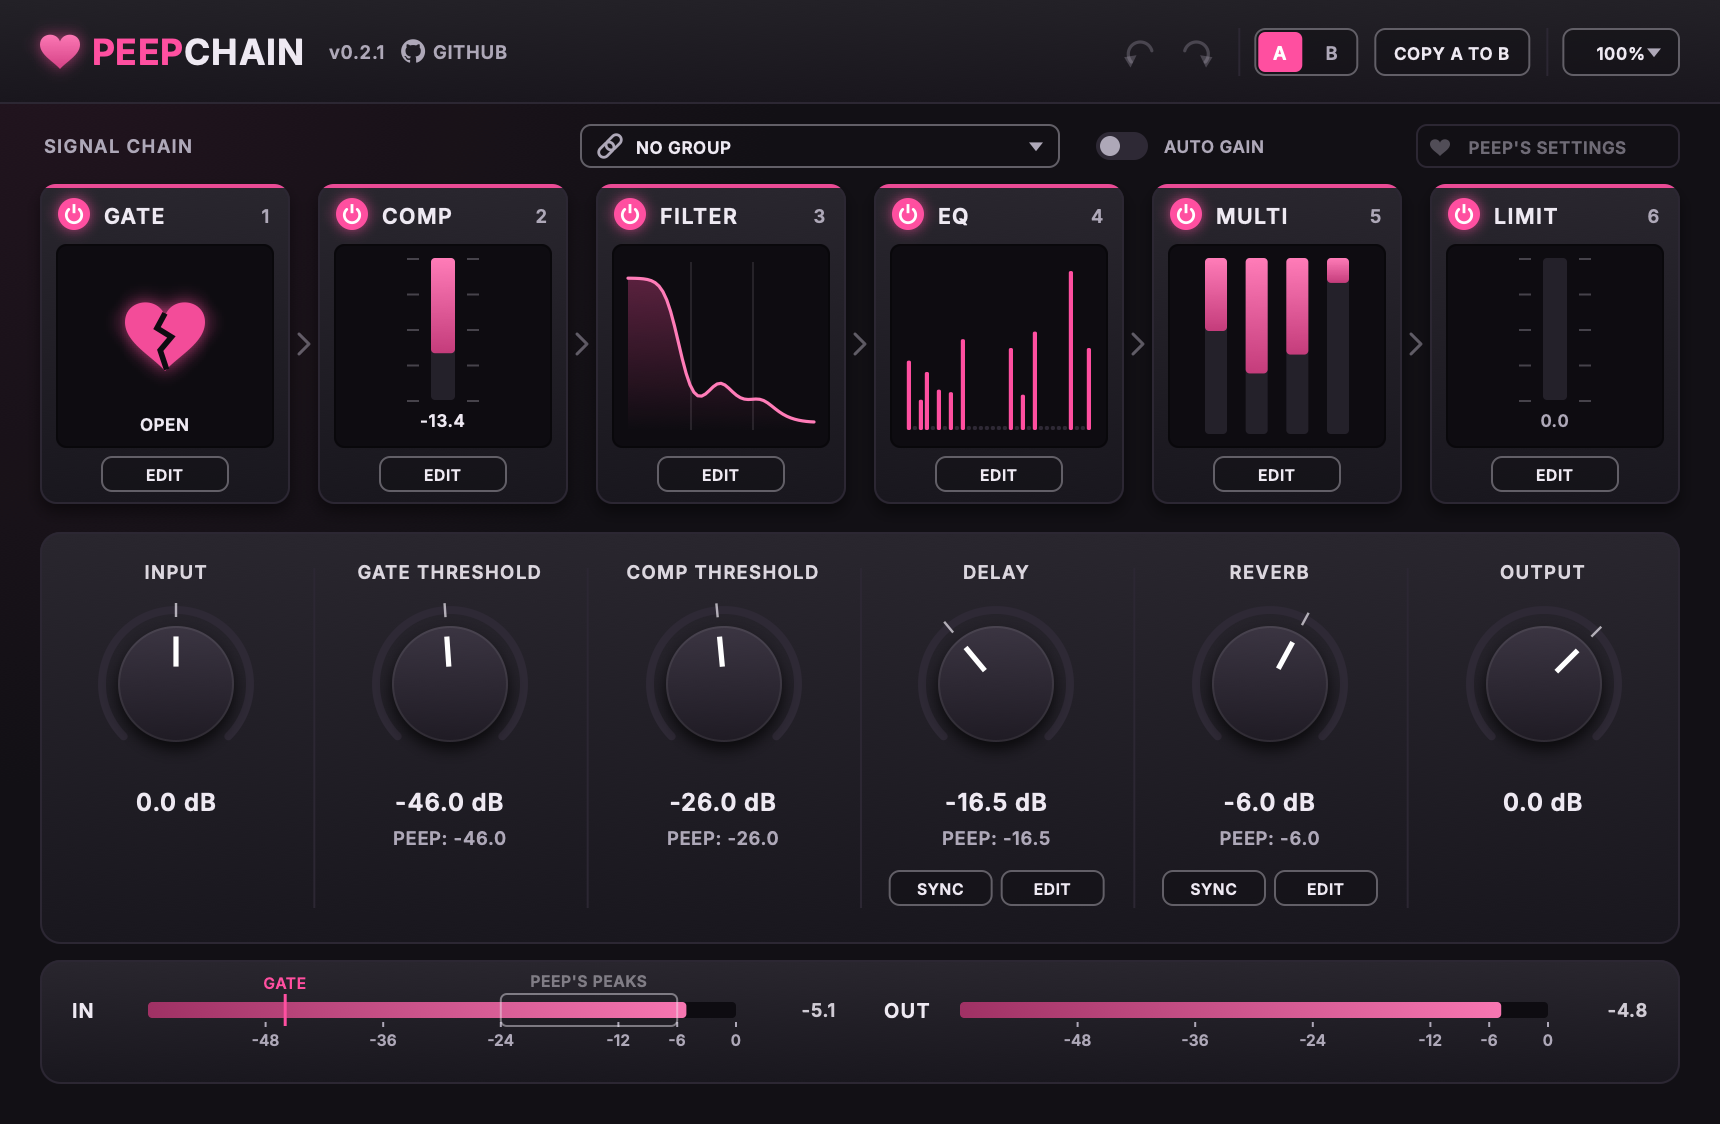 PEEPCHAIN v0.2.1 GITHUB A B COPY A TO B 100%
SIGNAL CHAIN NO GROUP AUTO GAIN PEEP'S SETTINGS
GATE 1 COMP 2 FILTER 3 EQ 4 MULTI 5 LIMIT 6
OPEN -13.4 0.0
EDIT EDIT EDIT EDIT EDIT EDIT
INPUT GATE THRESHOLD COMP THRESHOLD DELAY REVERB OUTPUT
0.0 dB -46.0 dB -26.0 dB -16.5 dB -6.0 dB 0.0 dB
PEEP: -46.0 PEEP: -26.0 PEEP: -16.5 PEEP: -6.0
SYNC EDIT SYNC EDIT
GATE PEEP'S PEAKS
IN -5.1 OUT -4.8
-48 -36 -24 -12 -6 0 -48 -36 -24 -12 -6 0